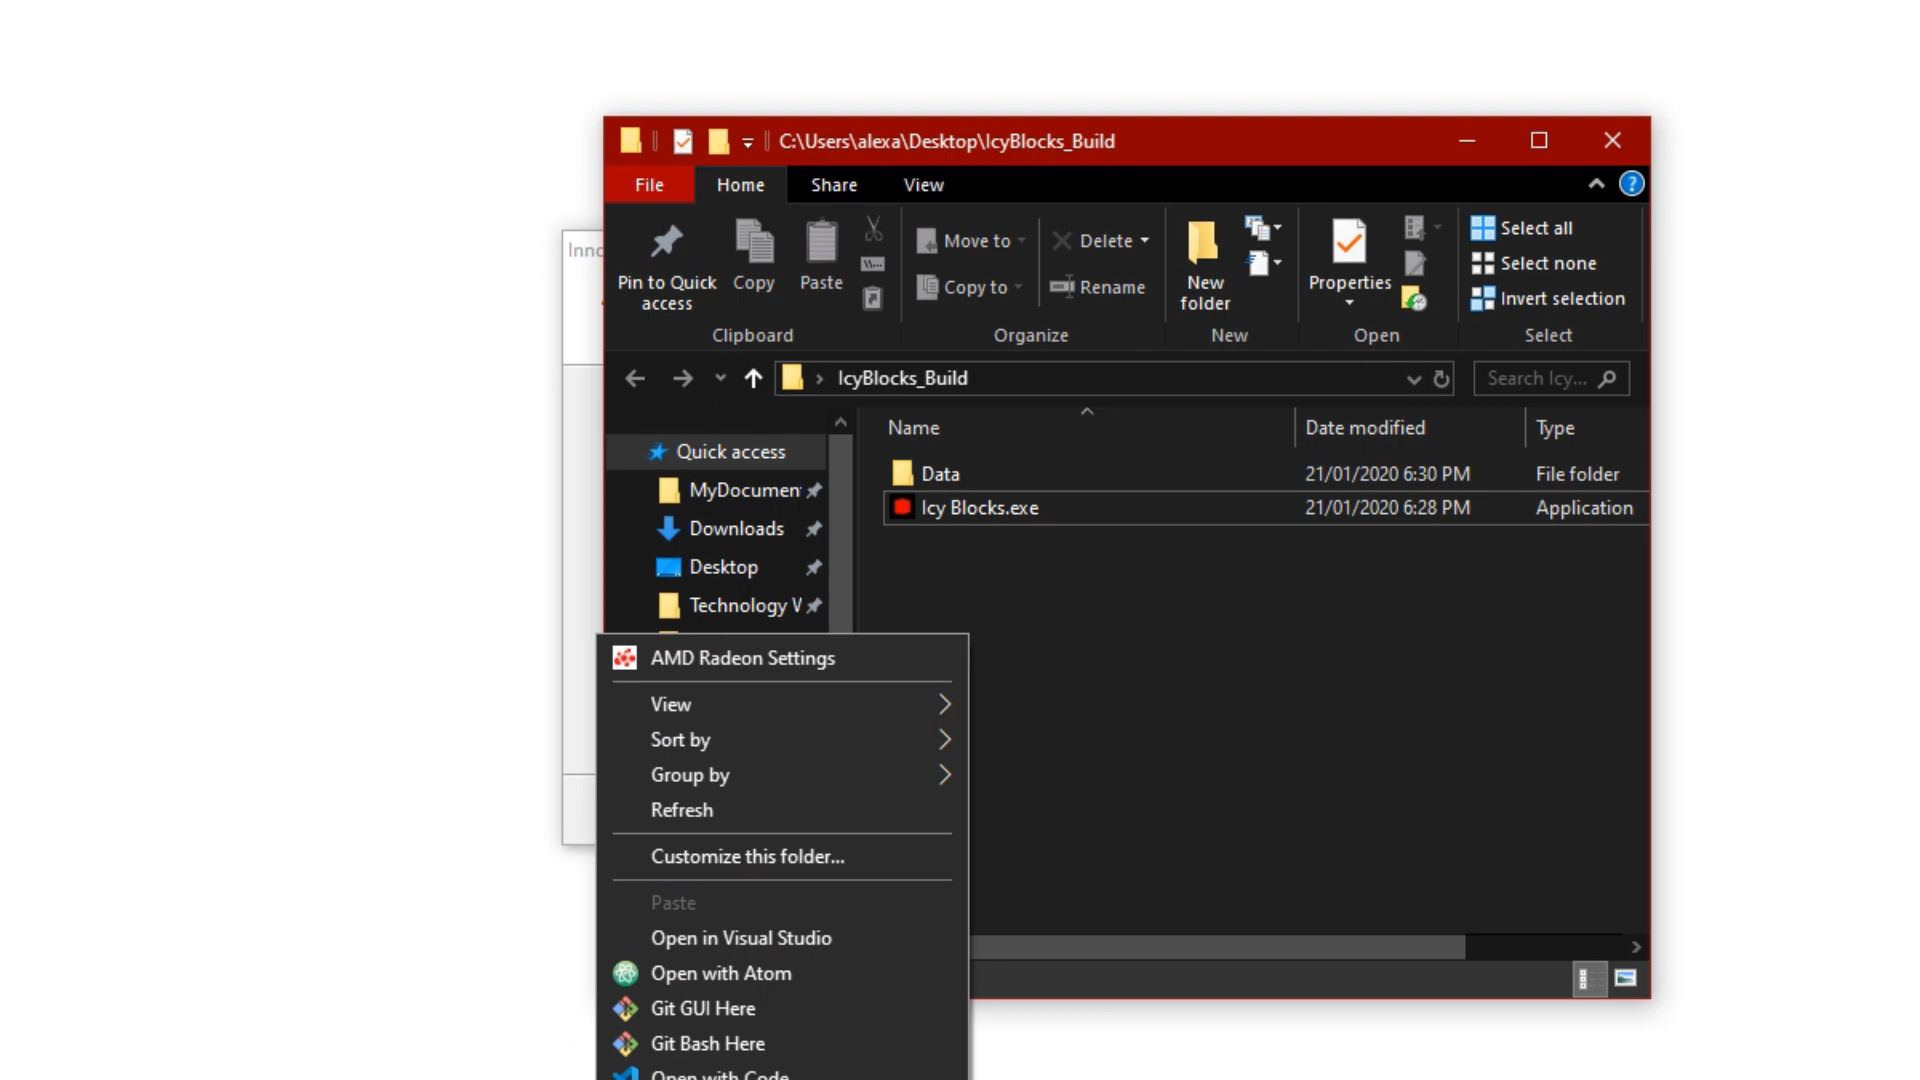 C:\Users\alexa\Desktop\IcyBlocks_Build
File Home Share View
Inno
Pin to Quick access
Copy
Paste
Move to
Copy to
Delete
Rename
New folder
Properties
Select all
Select none
Invert selection
Clipboard Organize New Open Select
IcyBlocks_Build
Search Icy...
Quick access
MyDocumen
Downloads
Desktop
Technology
Name Date modified Type
Data 21/01/2020 6:30 PM File folder
Icy Blocks.exe 21/01/2020 6:28 PM Application
AMD Radeon Settings
View
Sort by
Group by
Refresh
Customize this folder...
Paste
Open in Visual Studio
Open with Atom
Git GUI Here
Git Bash Here
Open with Code